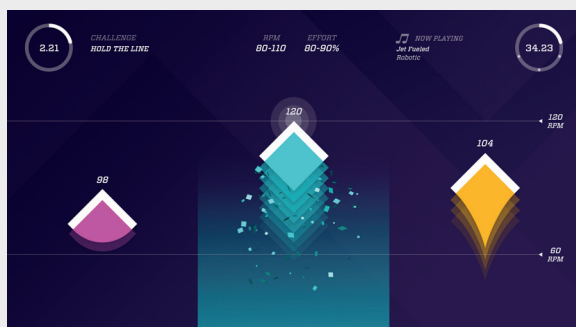 2.21
CHALLENGE
HOLD THE LINE
RPM
80-110
EFFORT
80-90%
NOW PLAYING
Jet Fueled
Robotic
34.23
120
120
RPM
104
98
60
RPM